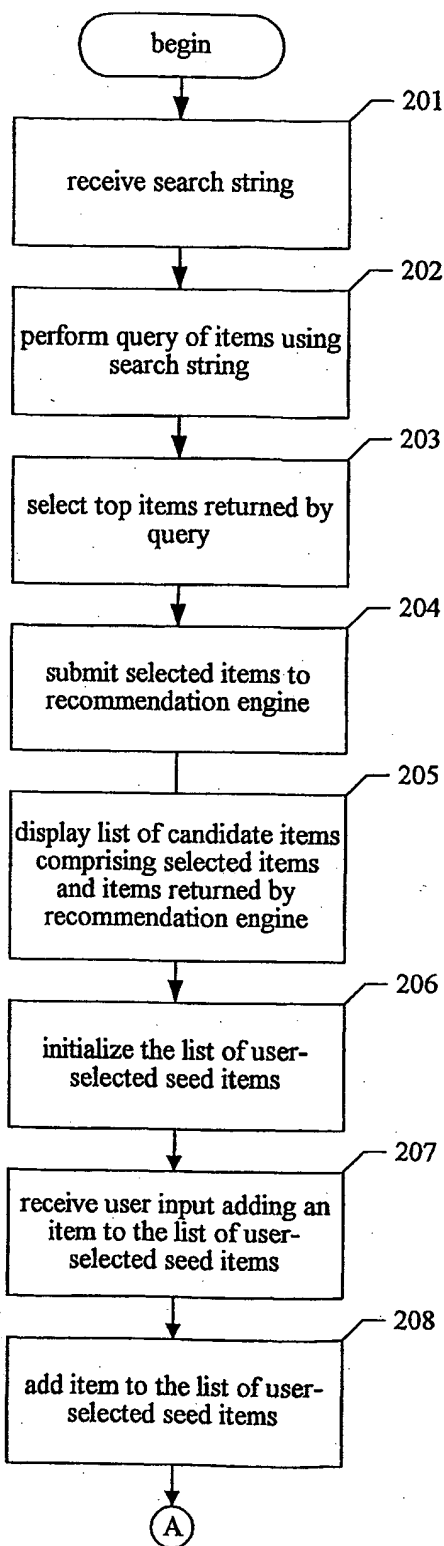 begin
201
receive search string
202
perform query of items using
search string
203
select top items returned by
query
204
submit selected items to
recommendation engine
205
display list of candidate items
comprising selected items
and items returned by
recommendation engine
206
initialize the list of user-
selected seed items
207
receive user input adding an
item to the list of user-
selected seed items
208
add item to the list of user-
selected seed items
A